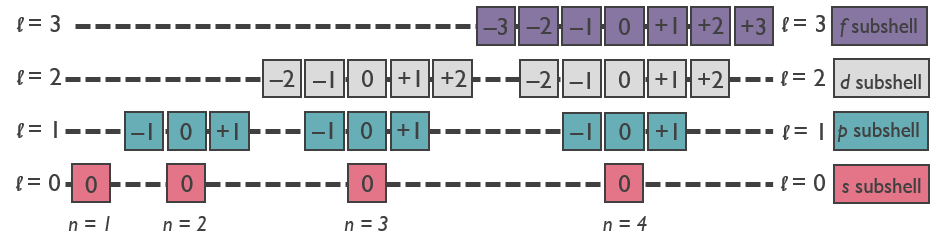 ℓ = 3 –3 –2 –1 0 +1 +2 +3 ℓ = 3 f subshell
ℓ = 2 –2 –1 0 +1 +2 –2 –1 0 +1 +2 ℓ = 2 d subshell
ℓ = 1 –1 0 +1 –1 0 +1 –1 0 +1 ℓ = 1 p subshell
ℓ = 0 0 0 0 0 ℓ = 0 s subshell
n = 1 n = 2 n = 3 n = 4